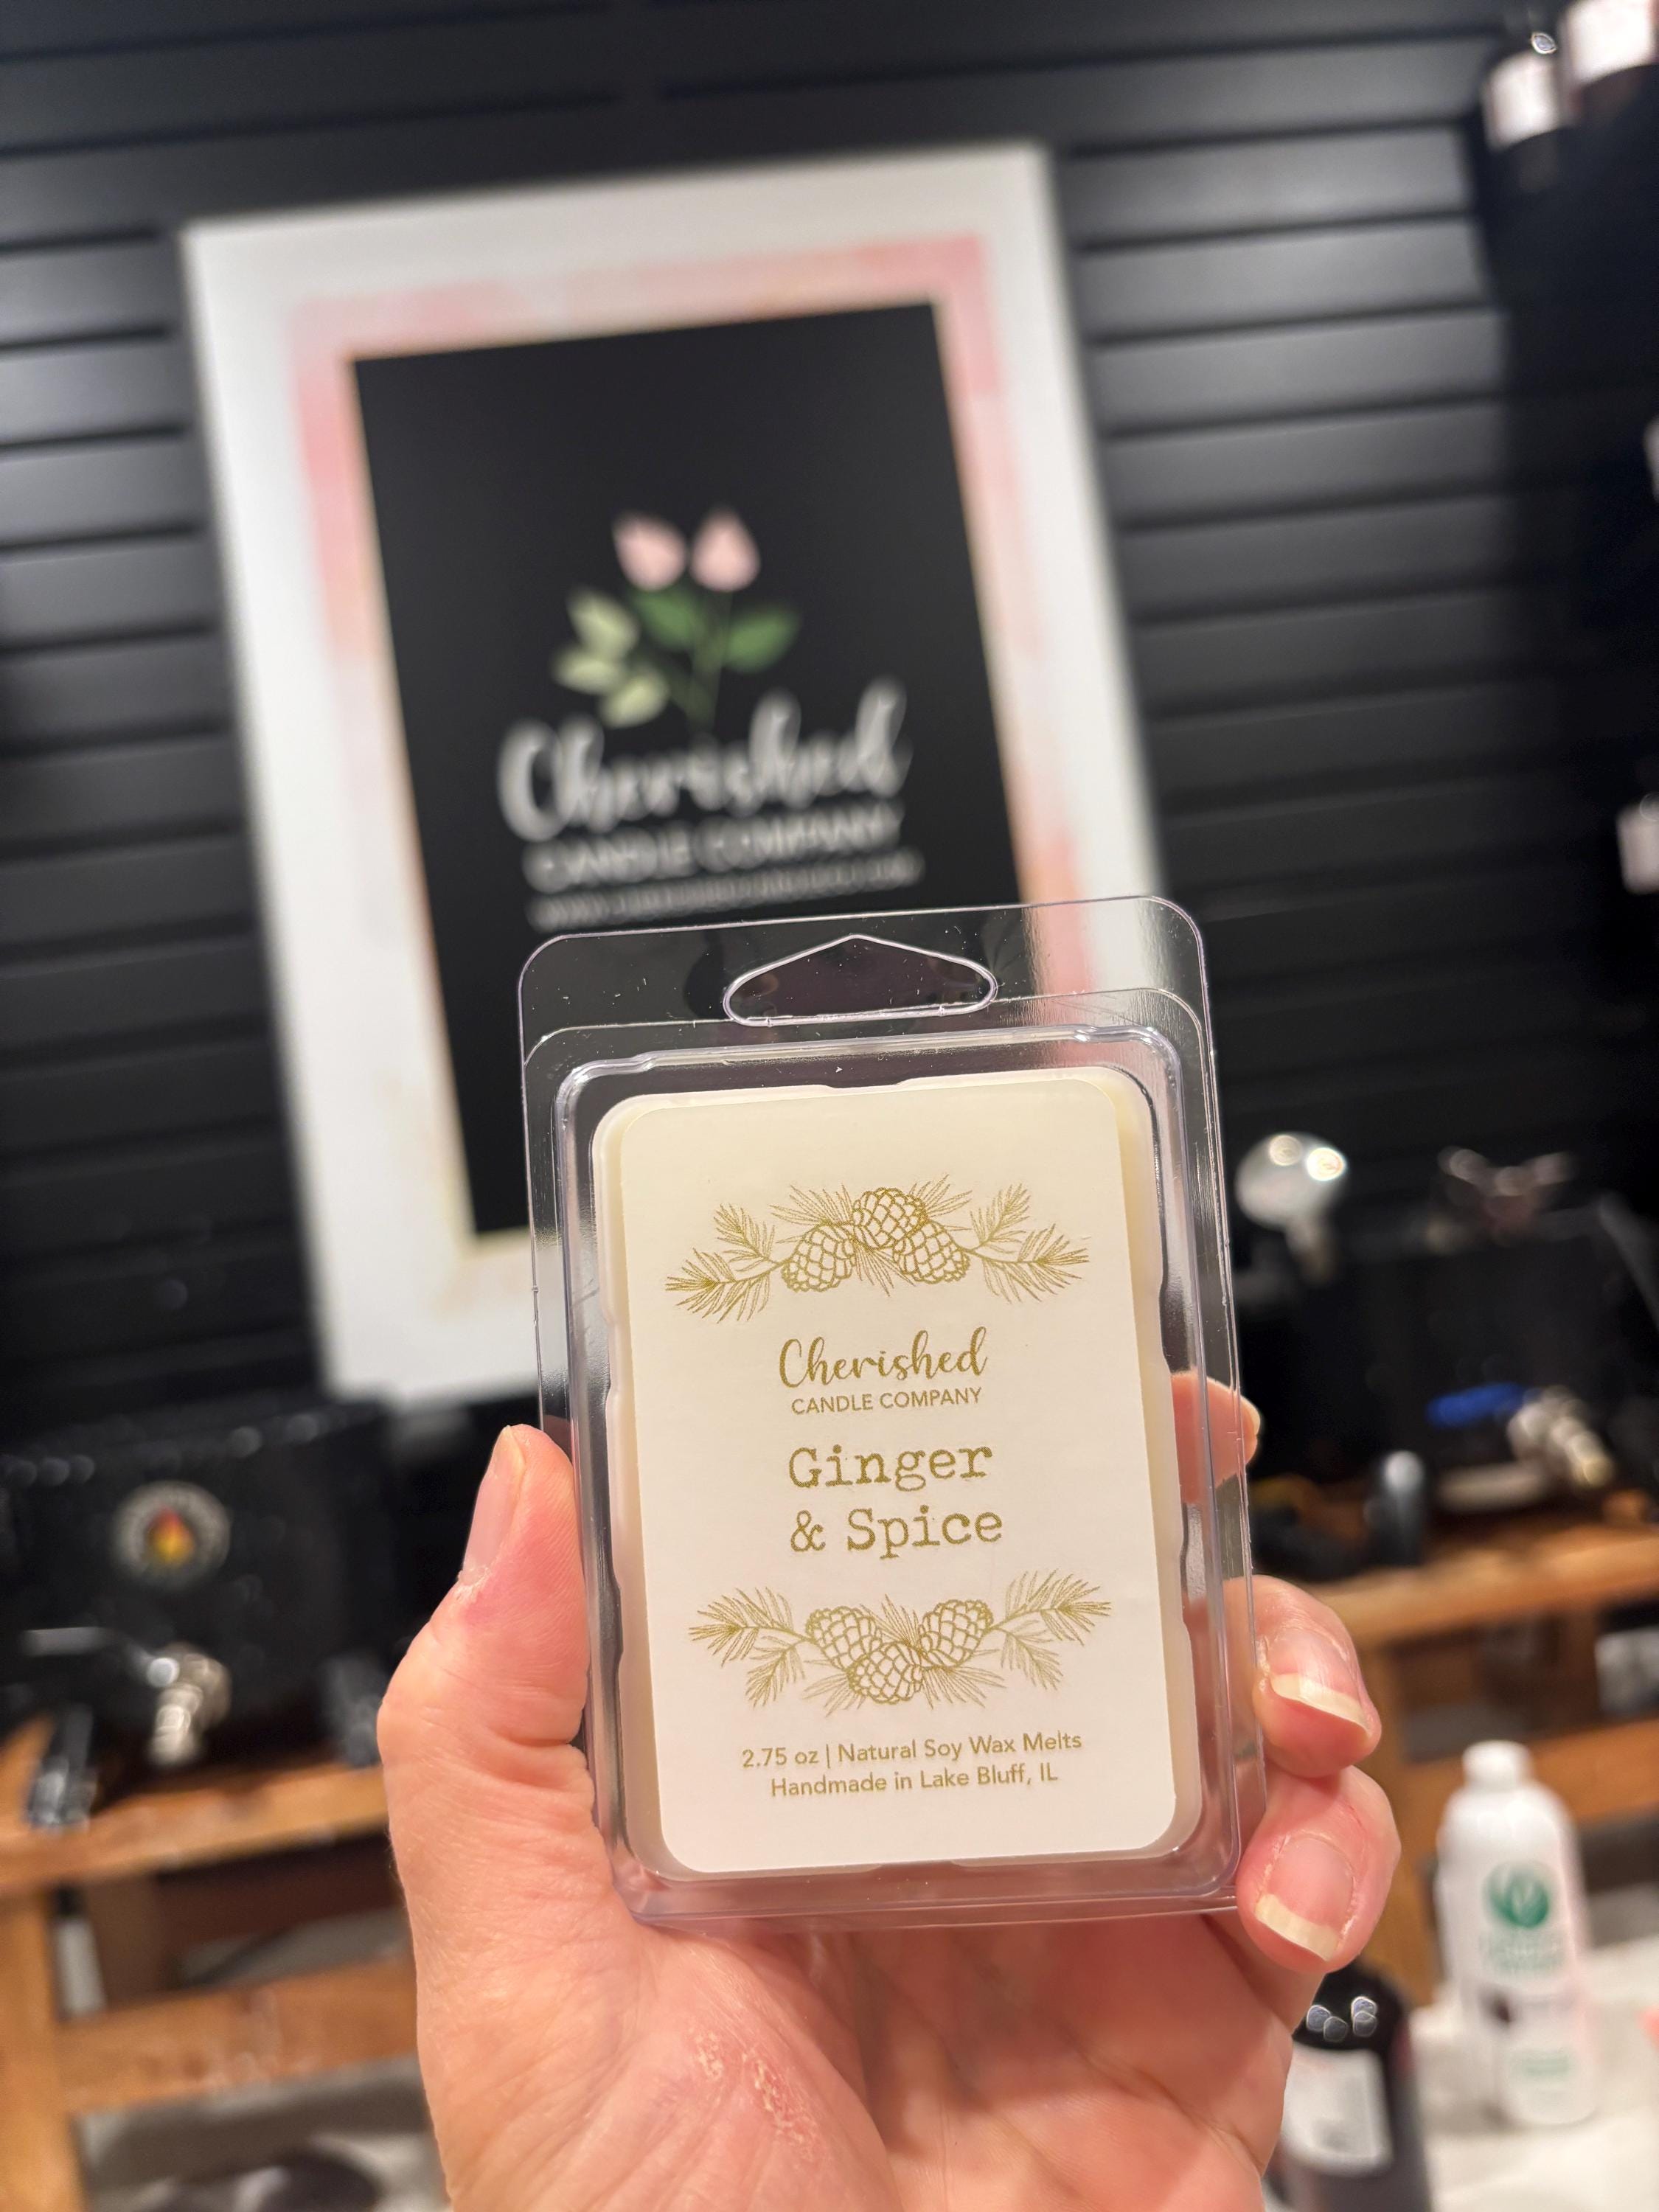 Cherished
CANDLE COMPANY
Cherished
CANDLE COMPANY
Ginger
& Spice
2.75 oz | Natural Soy Wax Melts
Handmade in Lake Bluff, IL